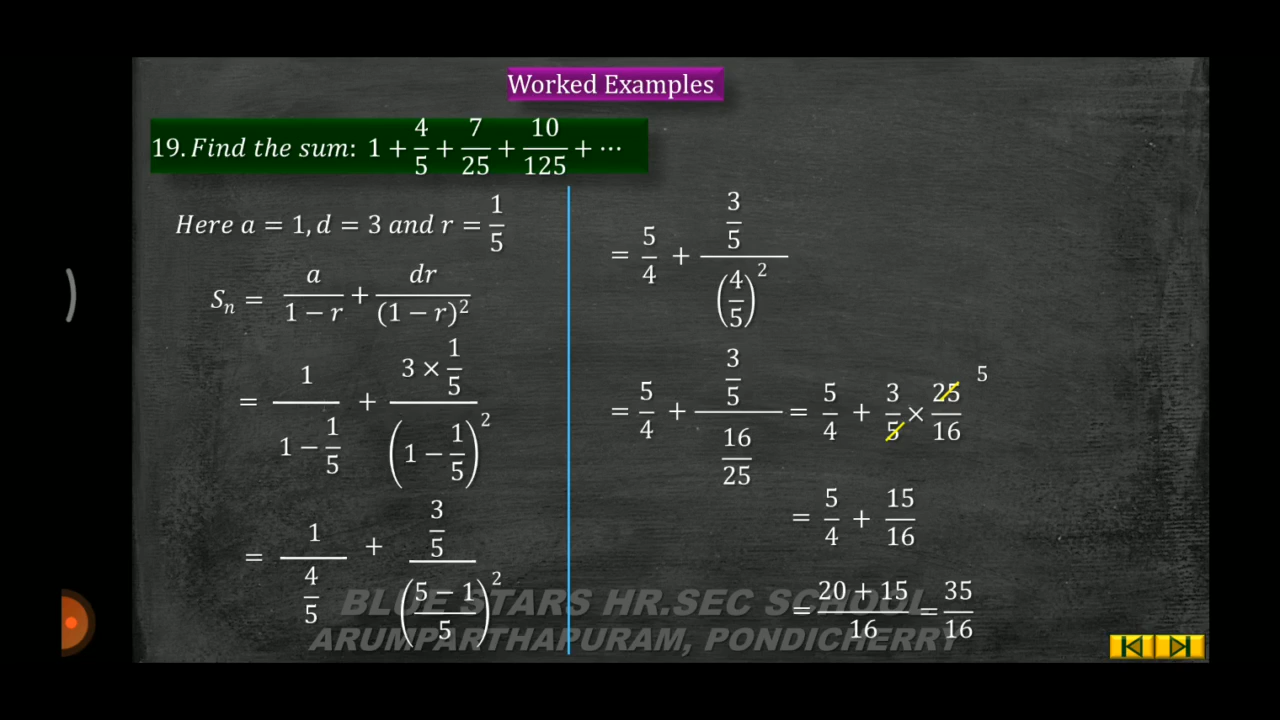 Worked Examples
19. Find the sum: 1 + 4/5 + 7/25 + 10/125 + ⋯
Here a = 1, d = 3 and r = 1/5
Sₙ = a/(1 − r) + dr/(1 − r)²
= 1/(1 − 1/5) + (3 × 1/5)/(1 − 1/5)²
= 1/(4/5) + (3/5)/((5 − 1)/5)²
= 5/4 + (3/5)/(4/5)²
= 5/4 + (3/5)/(16/25) = 5/4 + 3/5 × 25/16 5
= 5/4 + 15/16
= (20 + 15)/16 = 35/16
BLUE STARS HR.SEC SCHOOL
ARUMPARTHAPURAM, PONDICHERRY